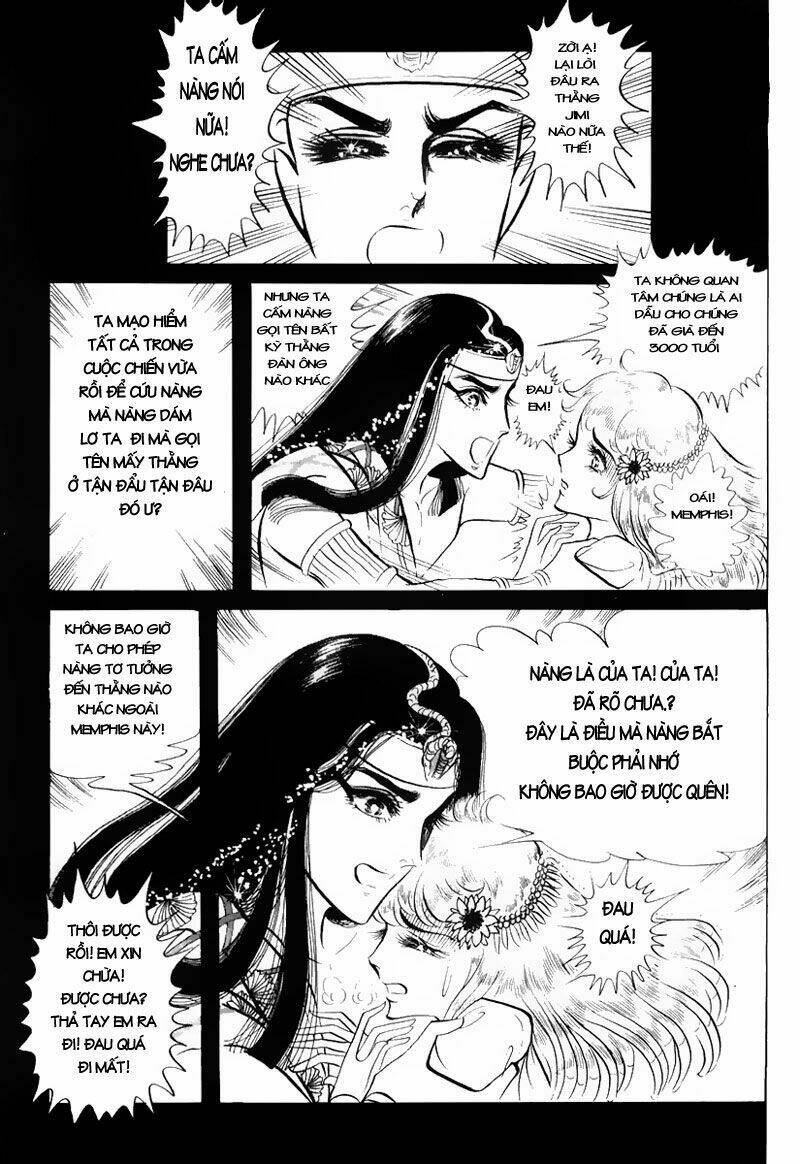 ZỜI Ạ!
LẠI LÒI
ĐÂU RA
THẰNG
JIMI
NÀO NỮA
THẾ!
TA CẤM
NÀNG NÓI
NỮA!
NGHE CHƯA?
TA KHÔNG QUAN
TÂM CHÚNG LÀ AI
DẪU CHO CHÚNG
ĐÃ GIÀ ĐẾN
3000 TUỔI
NHƯNG TA
CẤM NÀNG
GỌI TÊN BẤT
KỲ THẰNG
ĐÀN ÔNG
NÀO KHÁC
ĐAU
EM!
OÁI!
MEMPHIS!
TA MẠO HIỂM
TẤT CẢ TRONG
CUỘC CHIẾN VỪA
RỒI ĐỂ CỨU NÀNG
MÀ NÀNG DÁM
LƠ TA ĐI MÀ GỌI
TÊN MẤY THẰNG
Ở TẬN ĐẨU TẬN ĐÂU
ĐÓ Ư?
NÀNG LÀ CỦA TA! CỦA TA!
ĐÃ RÕ CHƯA?
ĐÂY LÀ ĐIỀU MÀ NÀNG BẮT
BUỘC PHẢI NHỚ
KHÔNG BAO GIỜ ĐƯỢC QUÊN!
KHÔNG BAO GIỜ
TA CHO PHÉP
NÀNG TƠ TƯỞNG
ĐẾN THẰNG NÀO
KHÁC NGOÀI
MEMPHIS NÀY!
ĐAU
QUÁ!
THÔI ĐƯỢC
RỒI! EM XIN
CHỪA!
ĐƯỢC CHƯA?
THẢ TAY EM RA
ĐI! ĐAU QUÁ
ĐI MẤT!